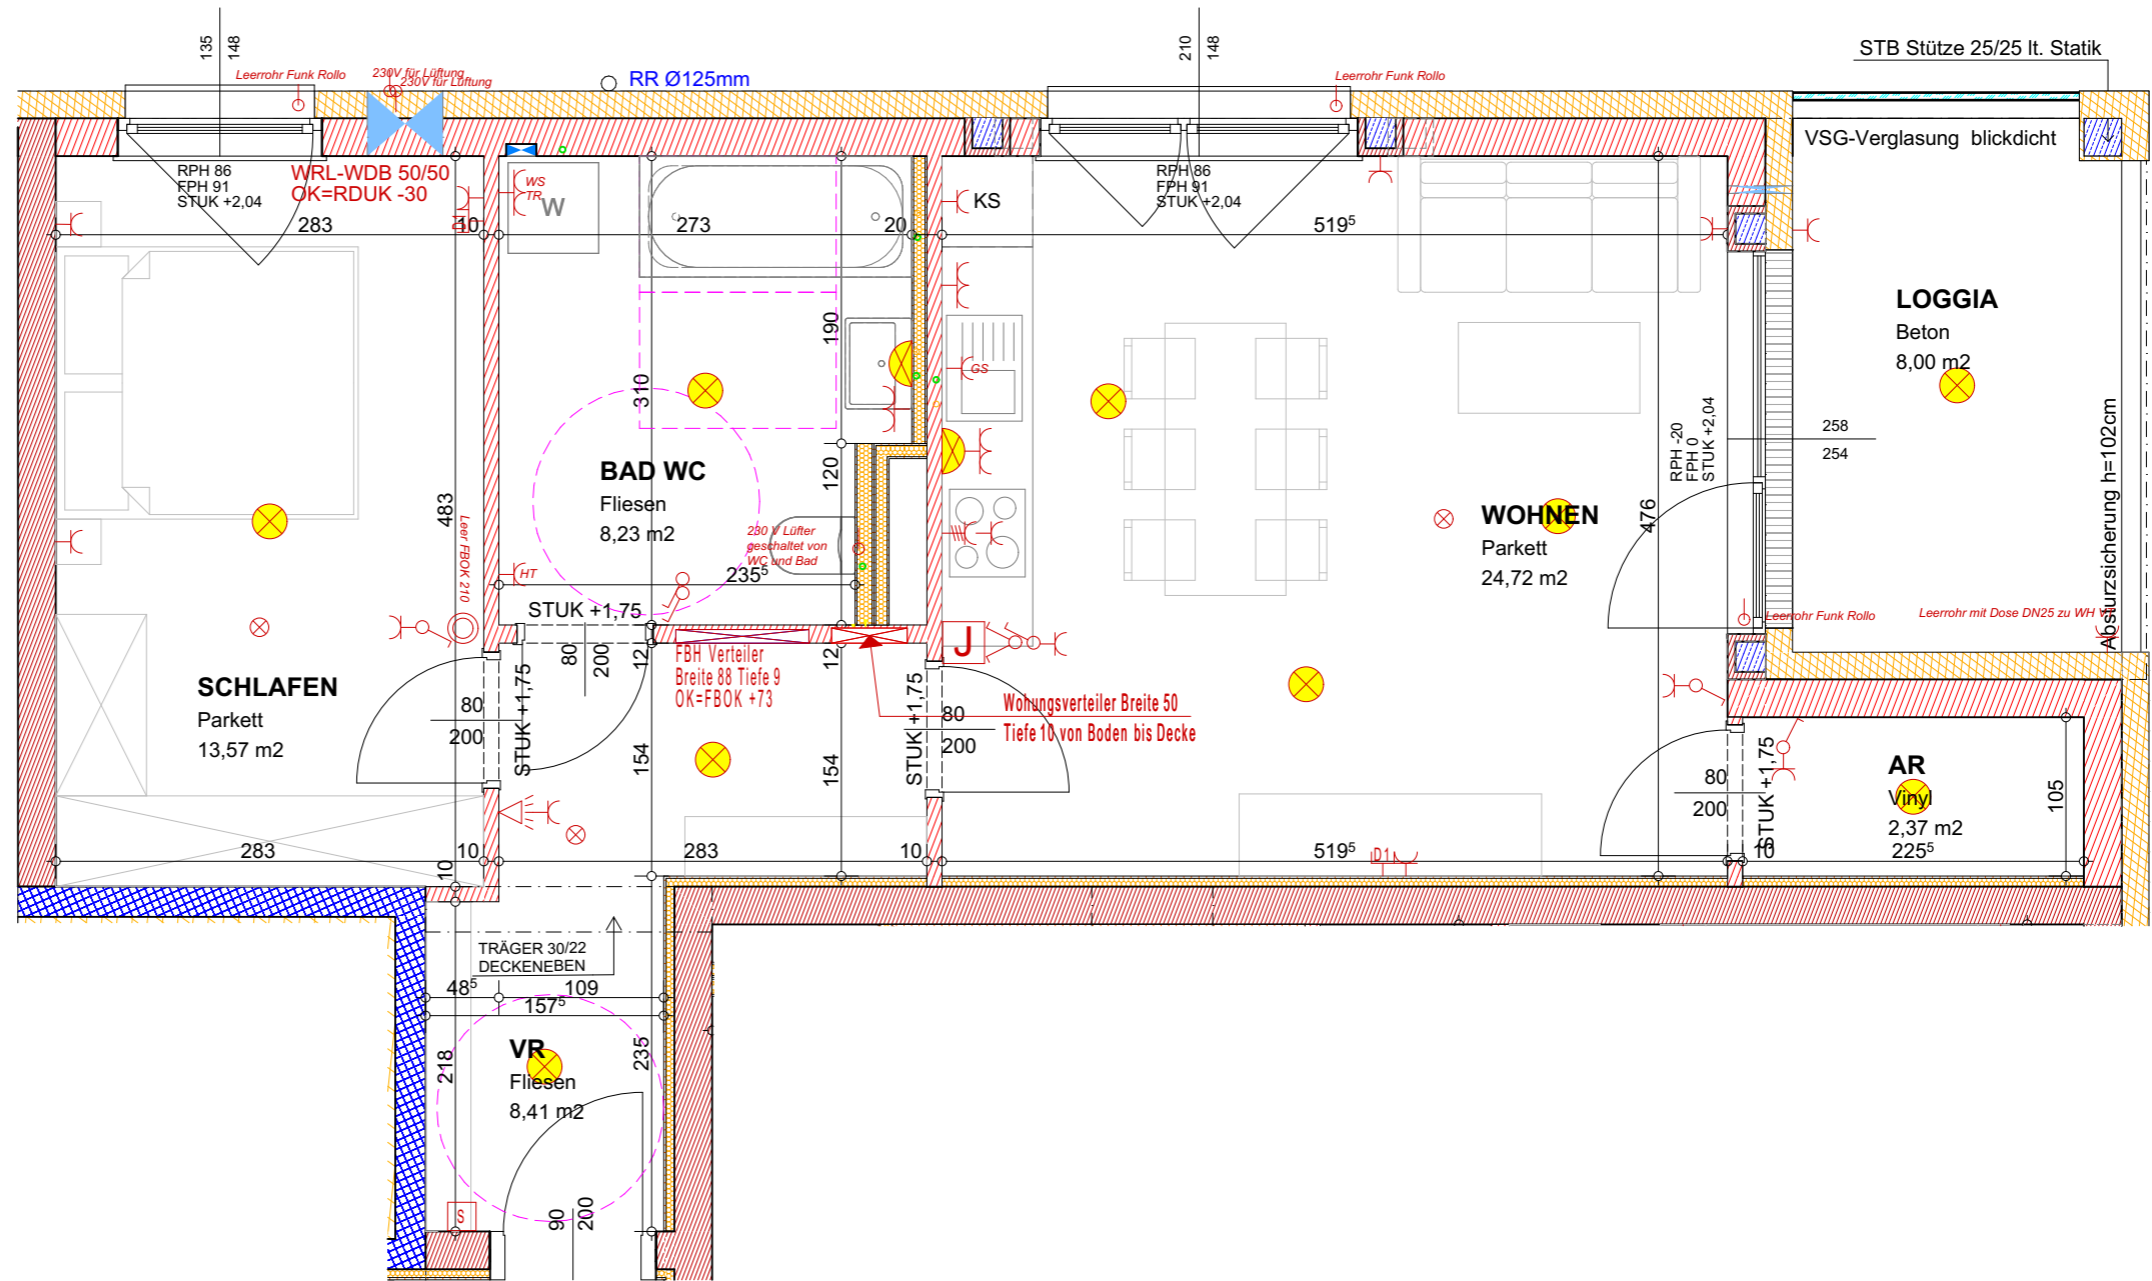 135
148
Leerrohr Funk Rollo
230V für Lüftung
230V für Lüftung
RR Ø125mm
210
148
Leerrohr Funk Rollo
STB Stütze 25/25 lt. Statik
VSG-Verglasung blickdicht
RPH 86
FPH 91
STUK +2,04
WRL-WDB 50/50
OK=RDUK -30
WS
TR
W
KS
RPH 86
FPH 91
STUK +2,04
283
10
273
20
519⁵
LOGGIA
Beton
8,00 m2
190
310
GS
258
254
RPH -20
FPH 0
STUK +2,04
Absturzsicherung h=102cm
BAD WC
Fliesen
8,23 m2
120
483
Leer FBOK 210
230 V Lüfter
geschaltet von
WC und Bad
HT
235⁵
WOHNEN
Parkett
24,72 m2
476
STUK +1,75
80
200
12
12
FBH Verteiler
Breite 88 Tiefe 9
OK=FBOK +73
J
Leerrohr Funk Rollo
Leerrohr mit Dose DN25 zu WH
SCHLAFEN
Parkett
13,57 m2
80
200
STUK +1,75
154
154
STUK +1,75
80
200
Wohungsverteiler Breite 50
Tiefe 10 von Boden bis Decke
80
200
STUK +1,75
AR
Vinyl
2,37 m2
105
283
10
10
283
10
519⁵
D1
10
225⁵
TRÄGER 30/22
DECKENEBEN
48⁵
109
157⁵
218
235
VR
Fliesen
8,41 m2
S
90
200